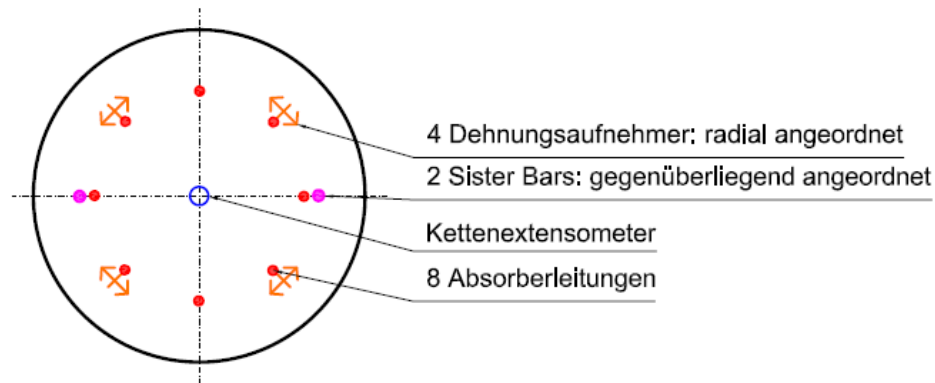 4 Dehnungsaufnehmer: radial angeordnet
2 Sister Bars: gegenüberliegend angeordnet
Kettenextensometer
8 Absorberleitungen